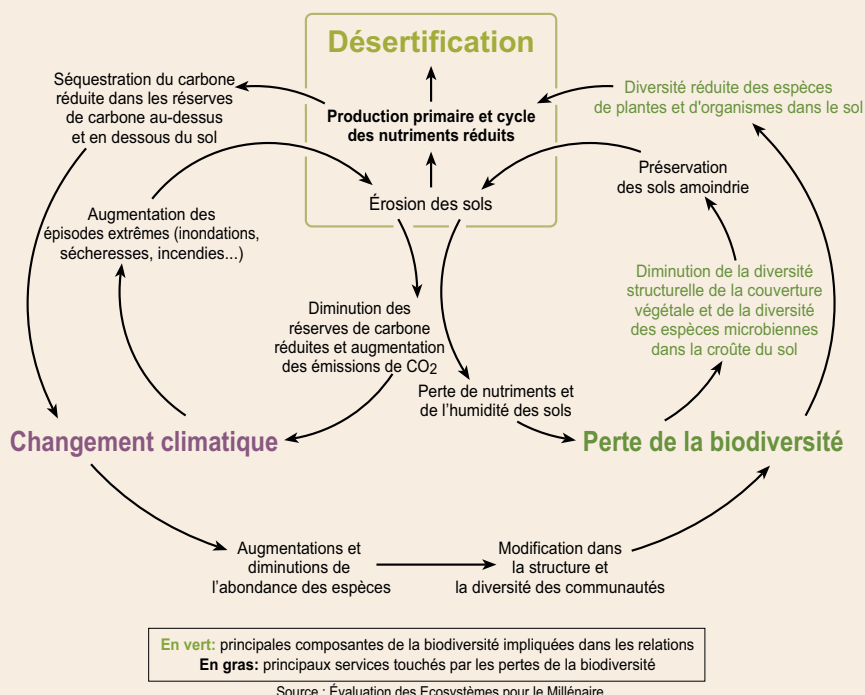 Désertification
Séquestration du carbone
réduite dans les réserves
de carbone au-dessus
et en dessous du sol
Production primaire et cycle
des nutriments réduits
Diversité réduite des espèces
de plantes et d'organismes dans le sol
Préservation
des sols amoindrie
Érosion des sols
Augmentation des
épisodes extrêmes (inondations,
sécheresses, incendies...)
Diminution de la diversité
structurelle de la couverture
végétale et de la diversité
des espèces microbiennes
dans la croûte du sol
Diminution des
réserves de carbone
réduites et augmentation
des émissions de CO2
Perte de nutriments et
de l'humidité des sols
Changement climatique
Perte de la biodiversité
Augmentations et
diminutions de
l'abondance des espèces
Modification dans
la structure et
la diversité des communautés
En vert: principales composantes de la biodiversité impliquées dans les relations
En gras: principaux services touchés par les pertes de la biodiversité
Source : Évaluation des Ecosystèmes pour le Millénaire